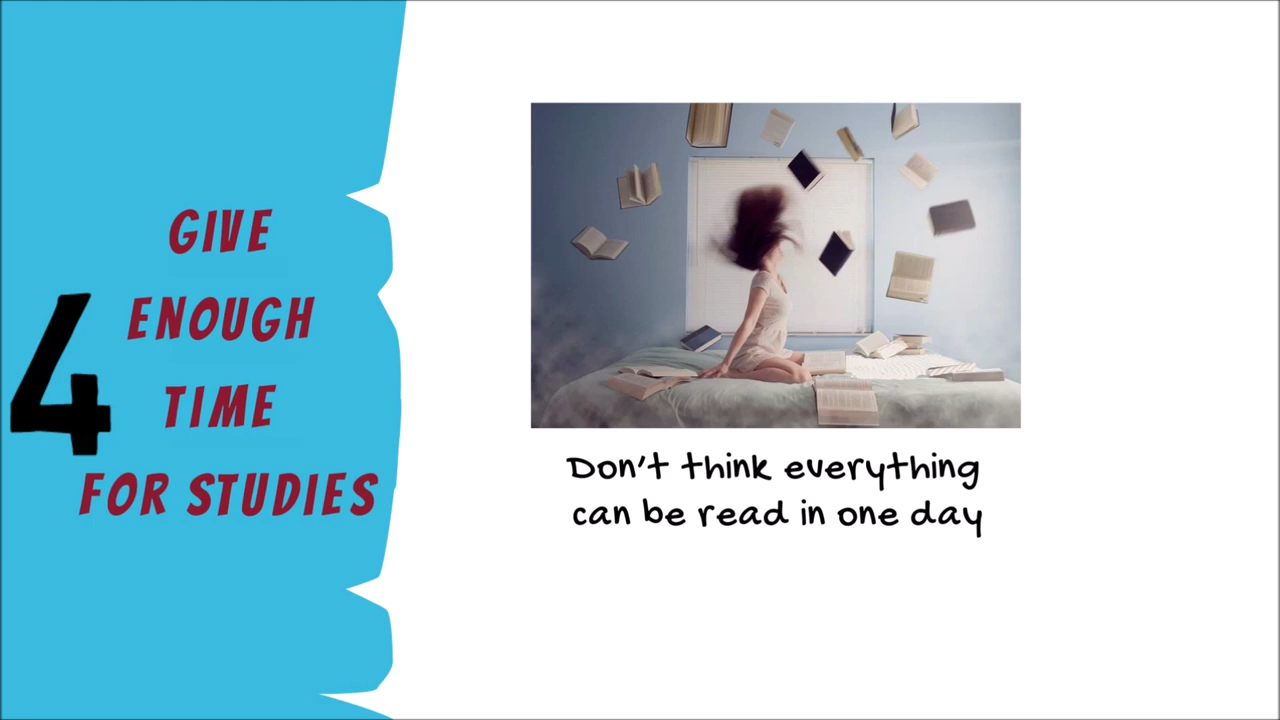 4
GIVE
ENOUGH
TIME
FOR STUDIES
Don't think everything
can be read in one day